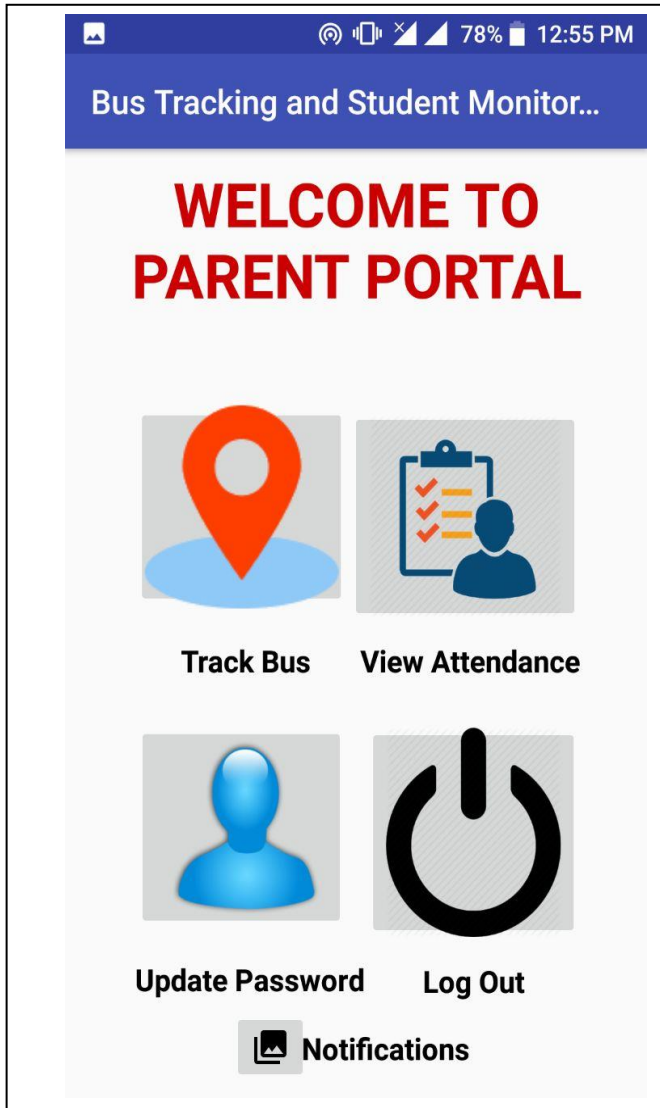 78% 12:55 PM
Bus Tracking and Student Monitor...
WELCOME TO
PARENT PORTAL
Track Bus View Attendance
Update Password Log Out
Notifications